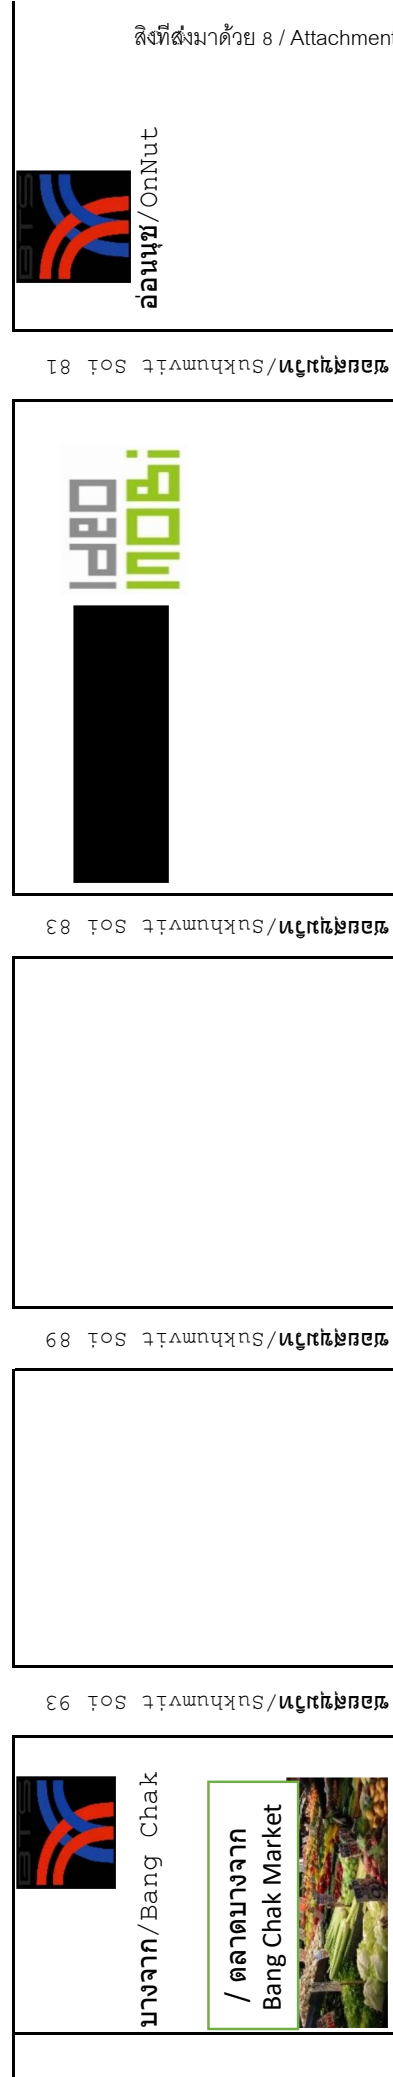 สิ่งที่ส่งมาด้วย 8 / Attachment
BTS
อ่อนนุช/OnNut
ซอยสุขุมวิท/Sukhumvit Soi 81
ideo
mobi
ซอยสุขุมวิท/Sukhumvit Soi 83
ซอยสุขุมวิท/Sukhumvit Soi 89
ซอยสุขุมวิท/Sukhumvit Soi 93
BTS
บางจาก/Bang Chak
/ ตลาดบางจาก
Bang Chak Market